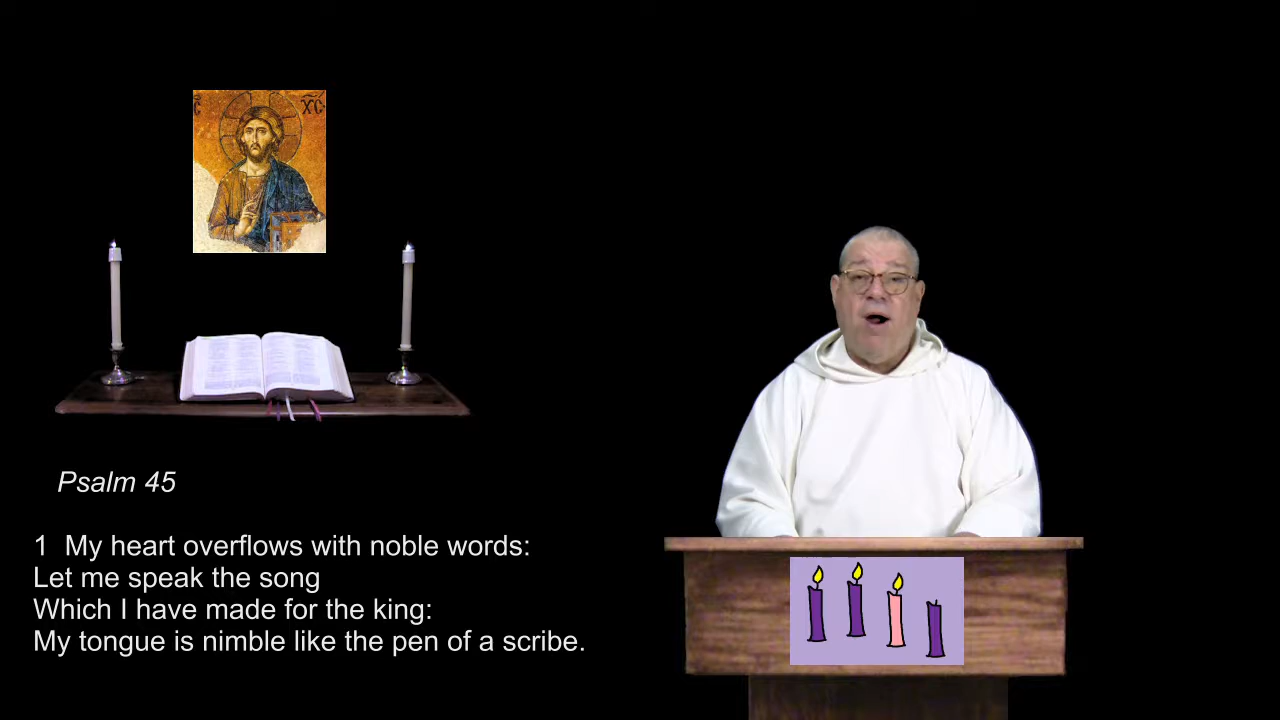 XC
Psalm 45
1 My heart overflows with noble words:
Let me speak the song
Which I have made for the king:
My tongue is nimble like the pen of a scribe.